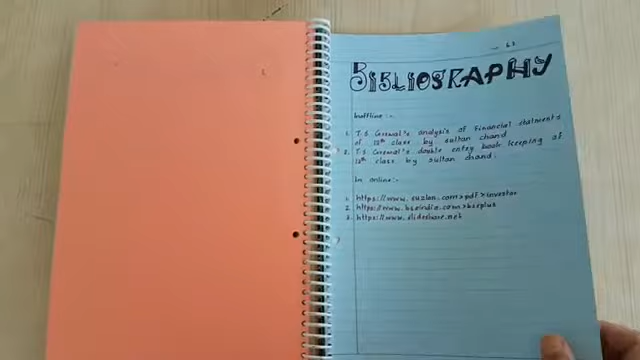 BIBLIOGRAPHY
In offline :-
1. T.S. Grewal's analysis of Financial statments
of 12th class by sultan chand
2. T.S. Grewal's double entry book keeping of
12th class by sultan chand.
In online :-
1. https://www.suzlon.com>pdf>investor
2. https://www.bseindia.com>bseplus
3. https://www.slideshare.net